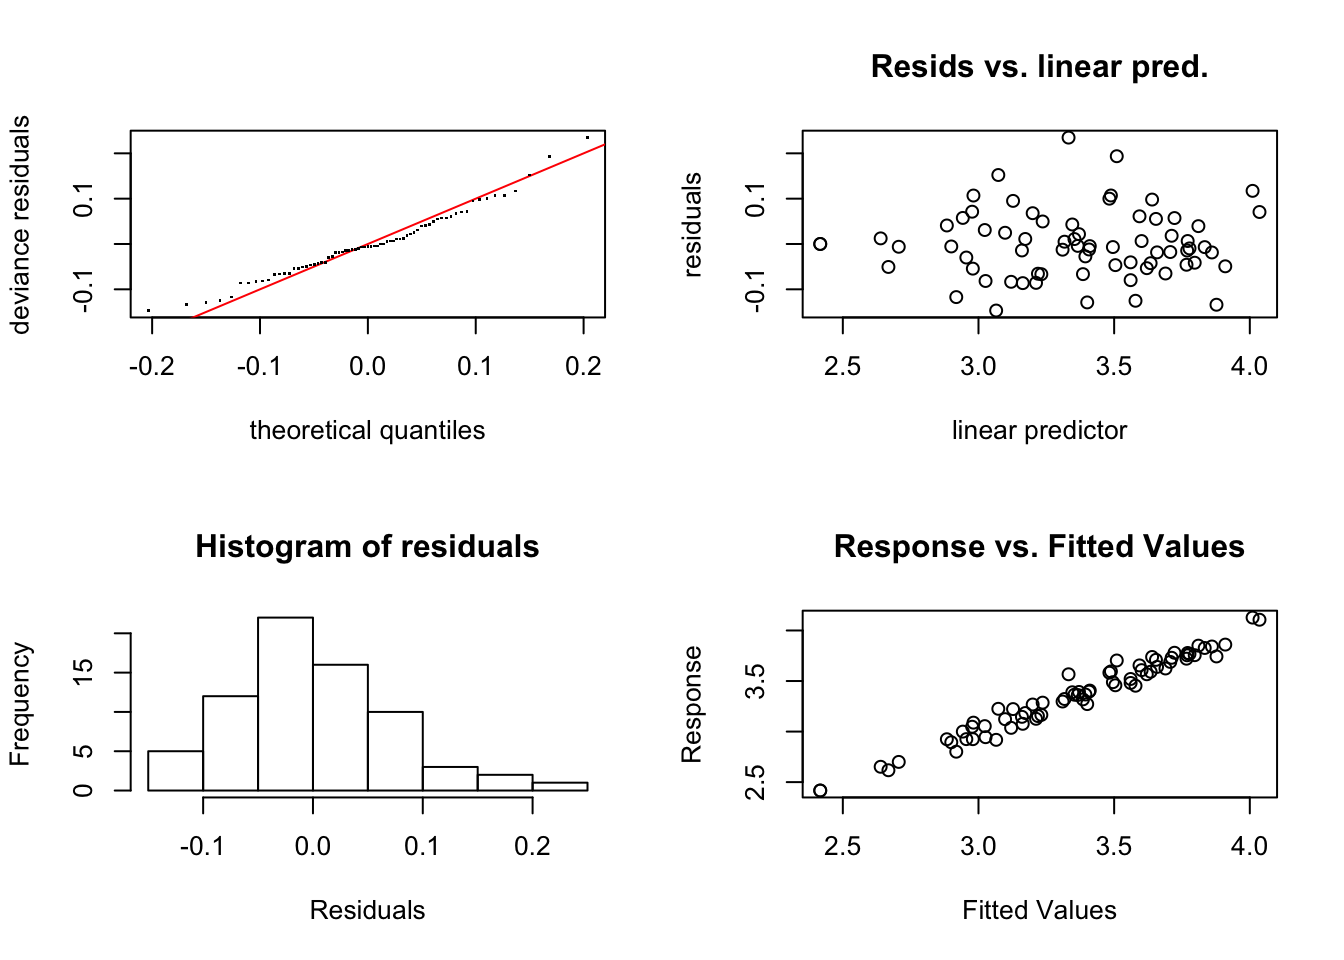 deviance residuals
0.1
-0.1
-0.2 -0.1 0.0 0.1 0.2
theoretical quantiles
Resids vs. linear pred.
residuals
0.1
-0.1
2.5 3.0 3.5 4.0
linear predictor
Histogram of residuals
Frequency
15
5
0
-0.1 0.0 0.1 0.2
Residuals
Response vs. Fitted Values
Response
3.5
2.5
2.5 3.0 3.5 4.0
Fitted Values